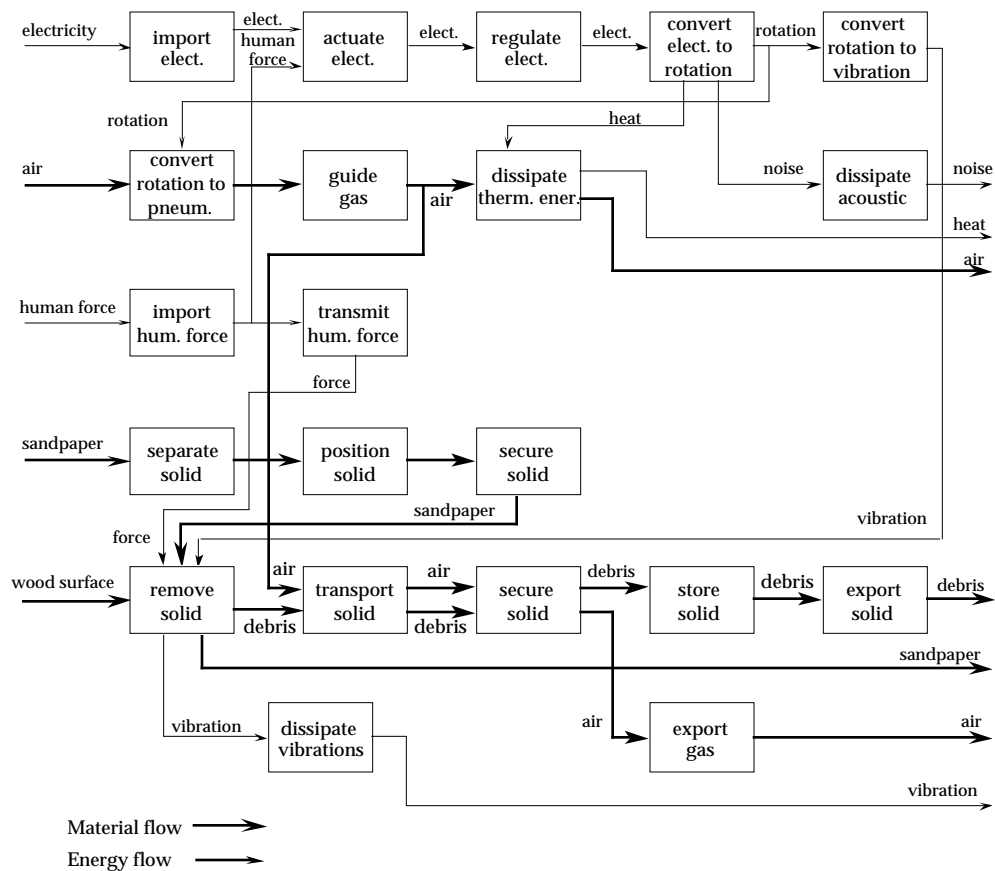 electricity
import
elect.
elect.
human
force
actuate
elect.
elect.
regulate
elect.
elect.
convert
elect. to
rotation
rotation
convert
rotation to
vibration
rotation
heat
air
convert
rotation to
pneum.
guide
gas
air
dissipate
therm. ener.
noise
dissipate
acoustic
noise
heat
air
human force
import
hum. force
transmit
hum. force
force
sandpaper
separate
solid
position
solid
secure
solid
sandpaper
force
vibration
wood surface
remove
solid
air
debris
transport
solid
air
debris
secure
solid
debris
store
solid
debris
export
solid
debris
sandpaper
vibration
dissipate
vibrations
air
export
gas
air
vibration
Material flow
Energy flow